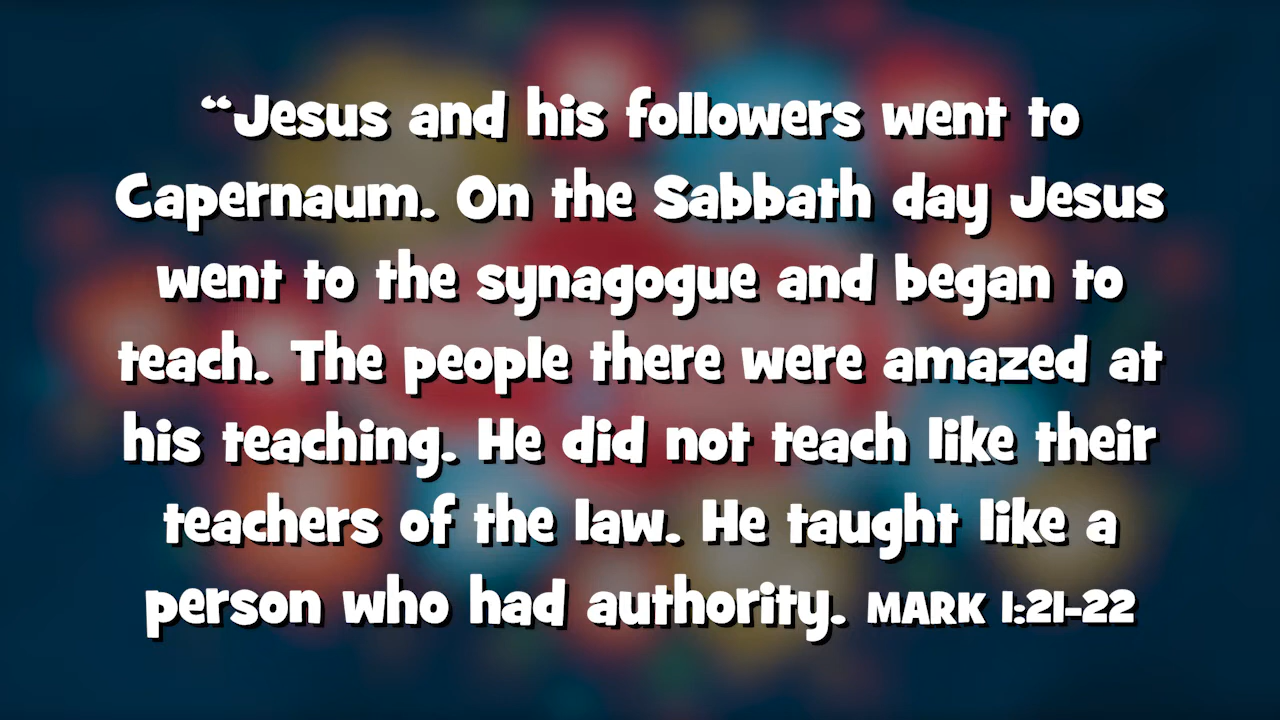 “Jesus and his followers went to
Capernaum. On the Sabbath day Jesus
went to the synagogue and began to
teach. The people there were amazed at
his teaching. He did not teach like their
teachers of the law. He taught like a
person who had authority. MARK 1:21-22